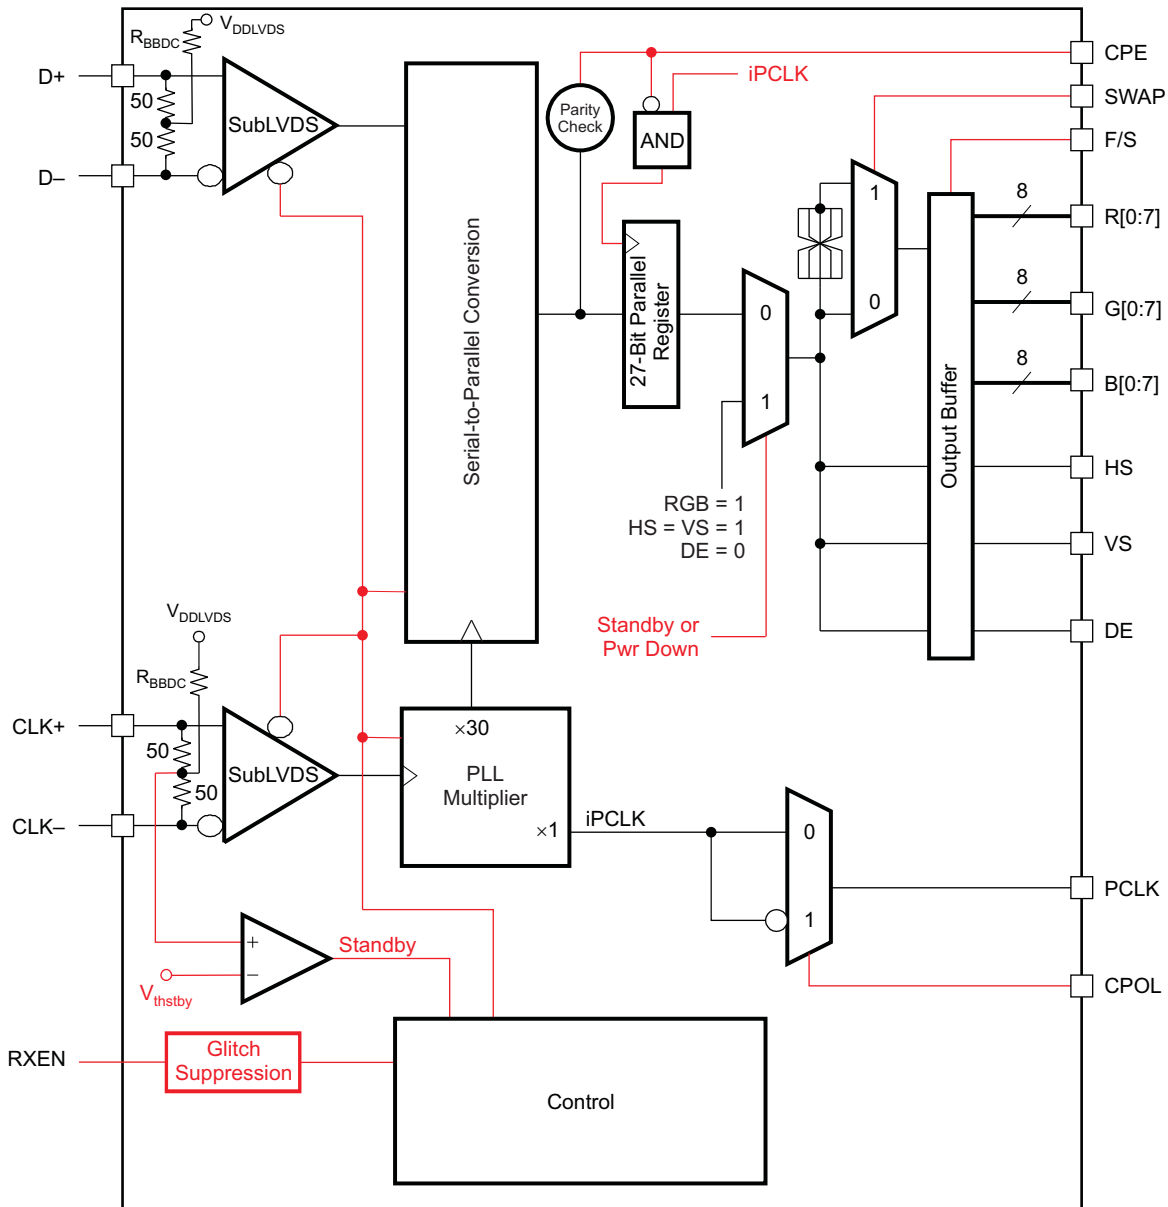 V_DDLVDS
R_BBDC
D+
50
50
D–
SubLVDS
Serial-to-Parallel Conversion
Parity
Check
iPCLK
AND
27-Bit Parallel
Register
0
1
RGB = 1
HS = VS = 1
DE = 0
Standby or
Pwr Down
1
0
Output Buffer
8
8
8
CPE
SWAP
F/S
R[0:7]
G[0:7]
B[0:7]
HS
VS
DE
V_DDLVDS
R_BBDC
CLK+
50
50
CLK–
SubLVDS
×30
PLL
Multiplier
×1
iPCLK
0
1
PCLK
CPOL
+
–
Standby
V_thstby
RXEN
Glitch
Suppression
Control